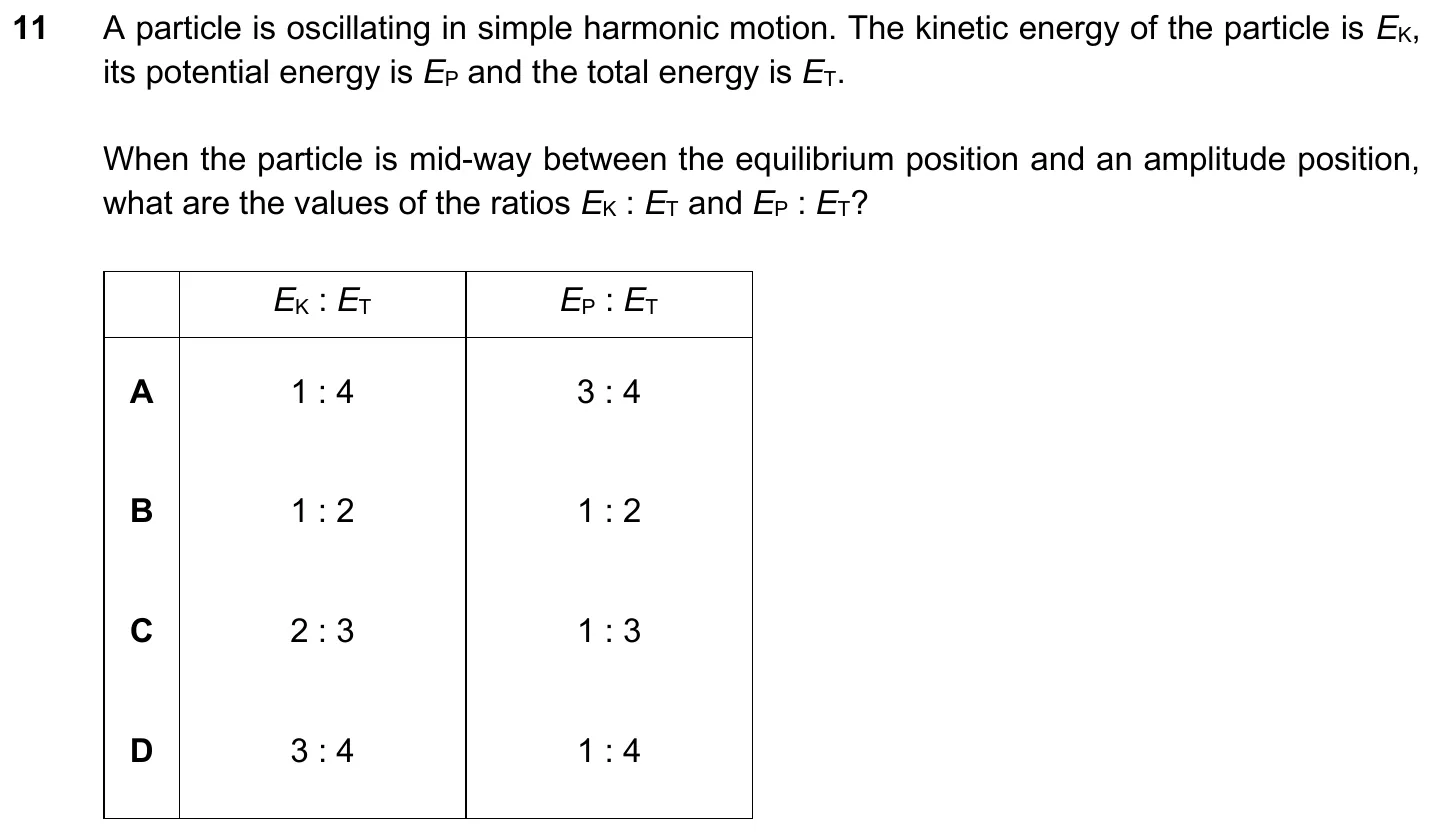 11 A particle is oscillating in simple harmonic motion. The kinetic energy of the particle is EK,
its potential energy is EP and the total energy is ET.
When the particle is mid-way between the equilibrium position and an amplitude position,
what are the values of the ratios EK : ET and EP : ET?
EK : ET EP : ET
A 1 : 4 3 : 4
B 1 : 2 1 : 2
C 2 : 3 1 : 3
D 3 : 4 1 : 4